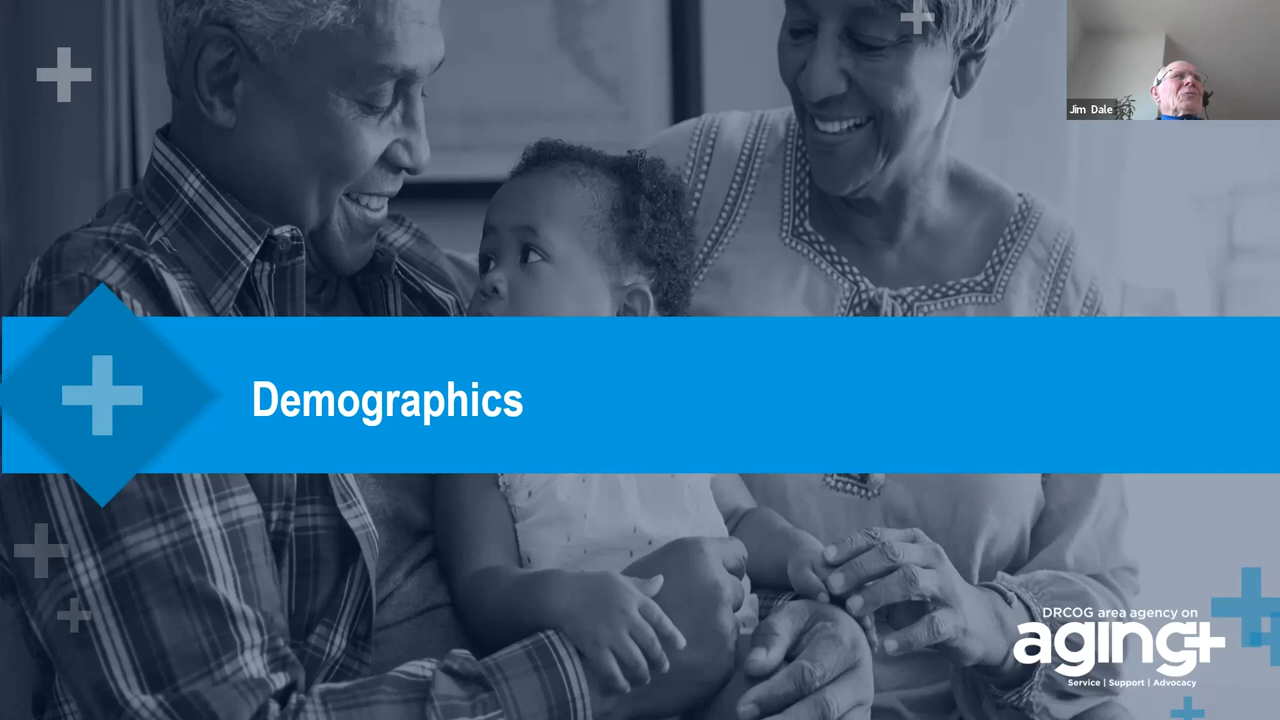 Jim Dale
Demographics
DRCOG area agency on
aging+
Service | Support | Advocacy